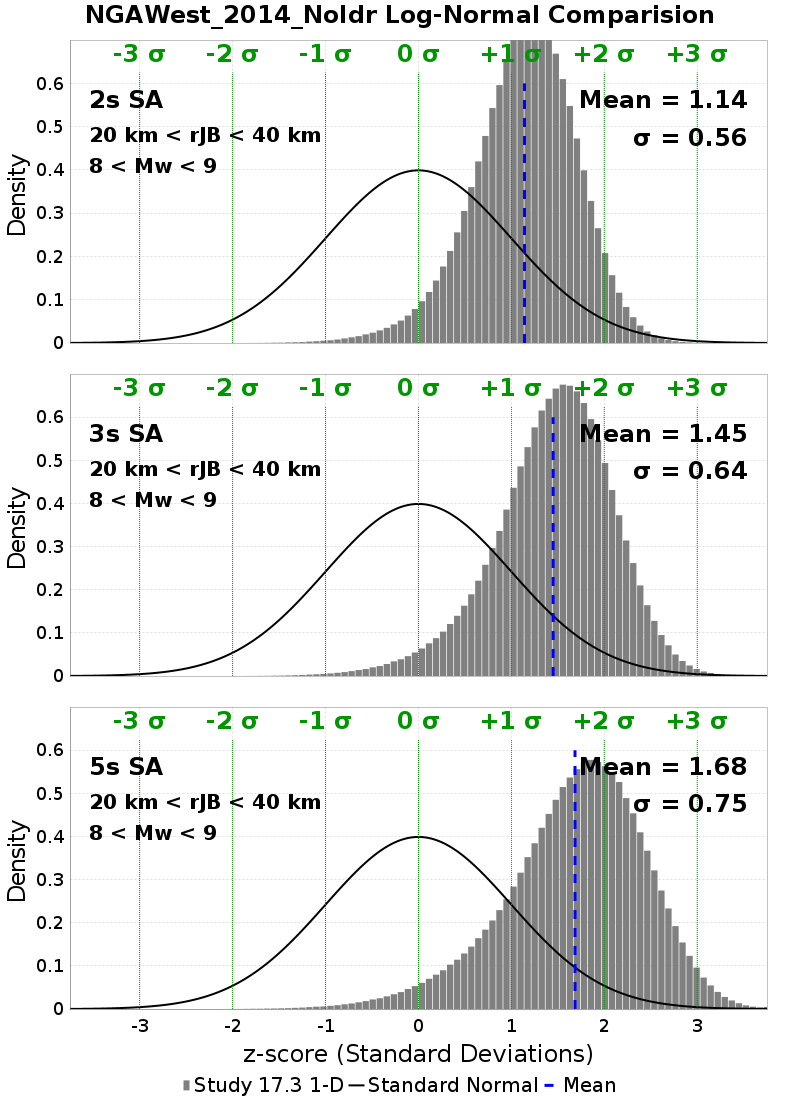 NGAWest_2014_NoIdr Log-Normal Comparision
-3 σ -2 σ -1 σ 0 σ +1 σ +2 σ +3 σ
0.6
2s SA
Mean = 1.14
0.5
20 km < rJB < 40 km
σ = 0.56
8 < Mw < 9
0.4
0.3
0.2
0.1
0
Density
-3 σ -2 σ -1 σ 0 σ +1 σ +2 σ +3 σ
0.6
3s SA
Mean = 1.45
0.5
20 km < rJB < 40 km
σ = 0.64
8 < Mw < 9
0.4
0.3
0.2
0.1
0
Density
-3 σ -2 σ -1 σ 0 σ +1 σ +2 σ +3 σ
0.6
5s SA
Mean = 1.68
0.5
20 km < rJB < 40 km
σ = 0.75
8 < Mw < 9
0.4
0.3
0.2
0.1
0
Density
-3 -2 -1 0 1 2 3
z-score (Standard Deviations)
Study 17.3 1-D Standard Normal Mean